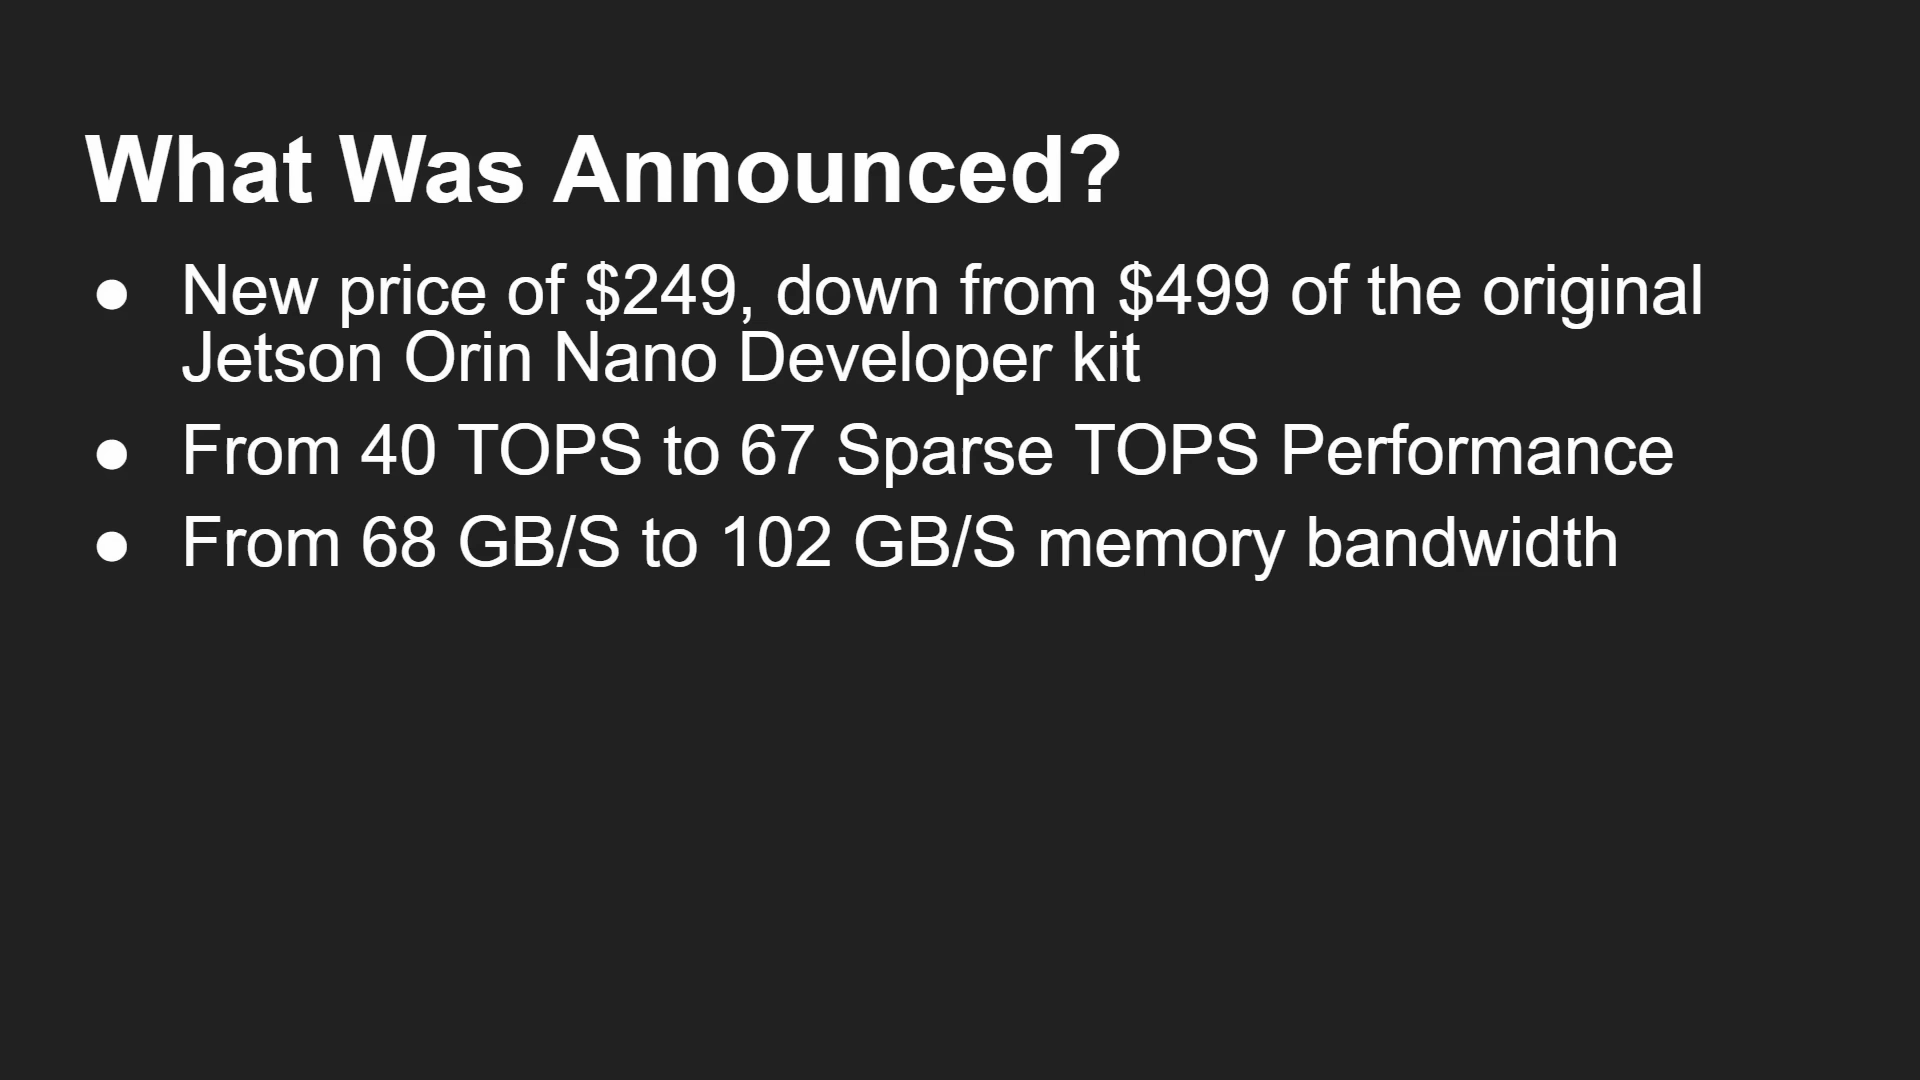 What Was Announced?
● New price of $249, down from $499 of the original
Jetson Orin Nano Developer kit
● From 40 TOPS to 67 Sparse TOPS Performance
● From 68 GB/S to 102 GB/S memory bandwidth